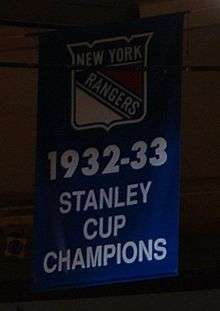 NEW YORK
RANGERS
1932-33
STANLEY
CUP
CHAMPIONS